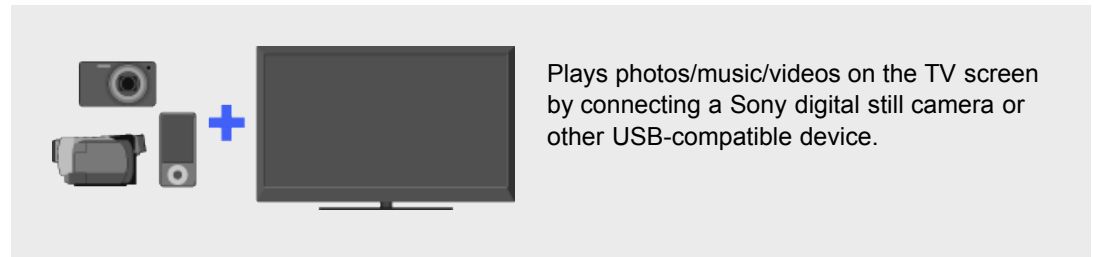 Plays photos/music/videos on the TV screen
by connecting a Sony digital still camera or
other USB-compatible device.